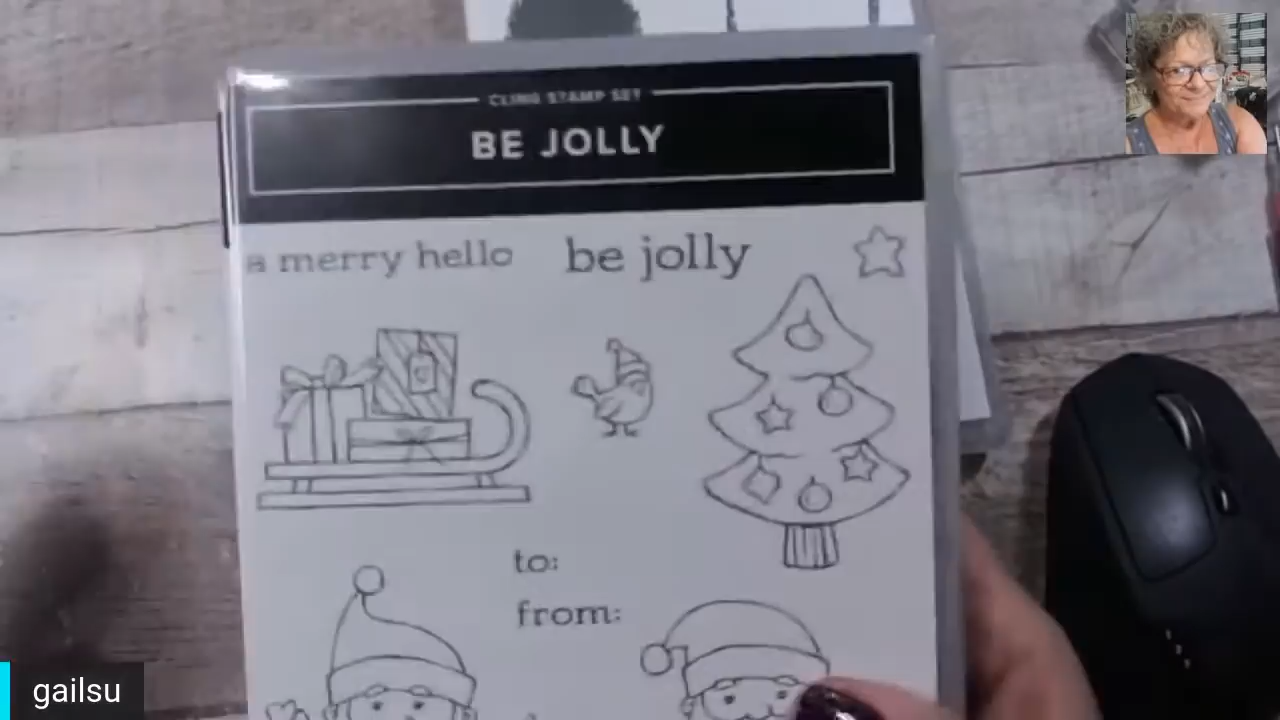 CLING STAMP SET
BE JOLLY
a merry hello
be jolly
to:
from:
gailsu